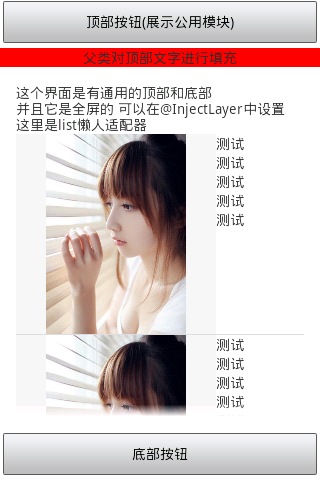 顶部按钮(展示公用模块)
父类对顶部文字进行填充
这个界面是有通用的顶部和底部
并且它是全屏的 可以在@InjectLayer中设置
这里是list懒人适配器
测试
测试
测试
测试
测试
测试
测试
测试
测试
底部按钮